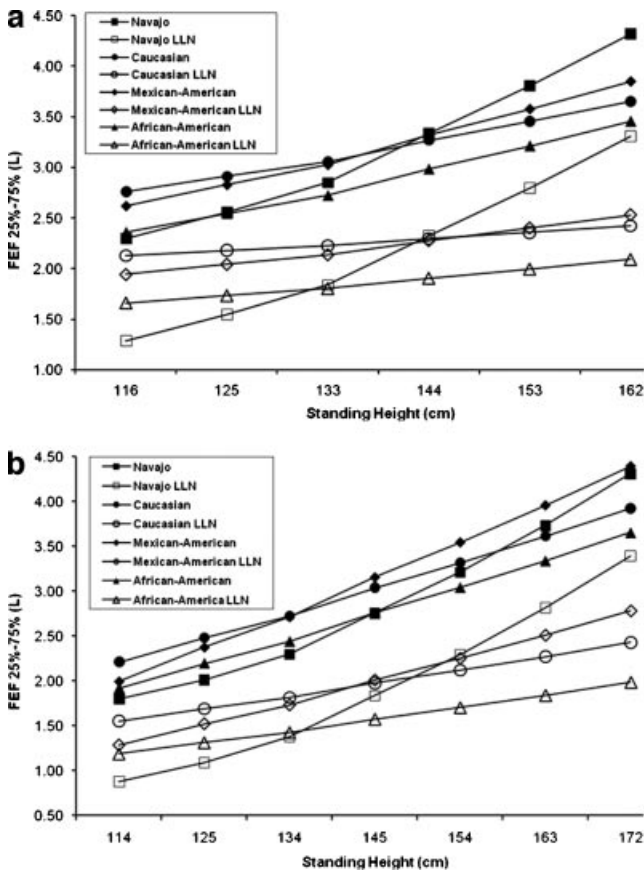 a
4.50
4.00
3.50
3.00
2.50
2.00
1.50
1.00
FEF 25%-75% (L)
Navajo
Navajo LLN
Caucasian
Caucasian LLN
Mexican-American
Mexican-American LLN
African-American
African-American LLN
116 125 133 144 153 162
Standing Height (cm)
b
4.50
4.00
3.50
3.00
2.50
2.00
1.50
1.00
0.50
FEF 25%-75% (L)
Navajo
Navajo LLN
Caucasian
Caucasian LLN
Mexican-American
Mexican-American LLN
African-American
African-America LLN
114 125 134 145 154 163 172
Standing Height (cm)